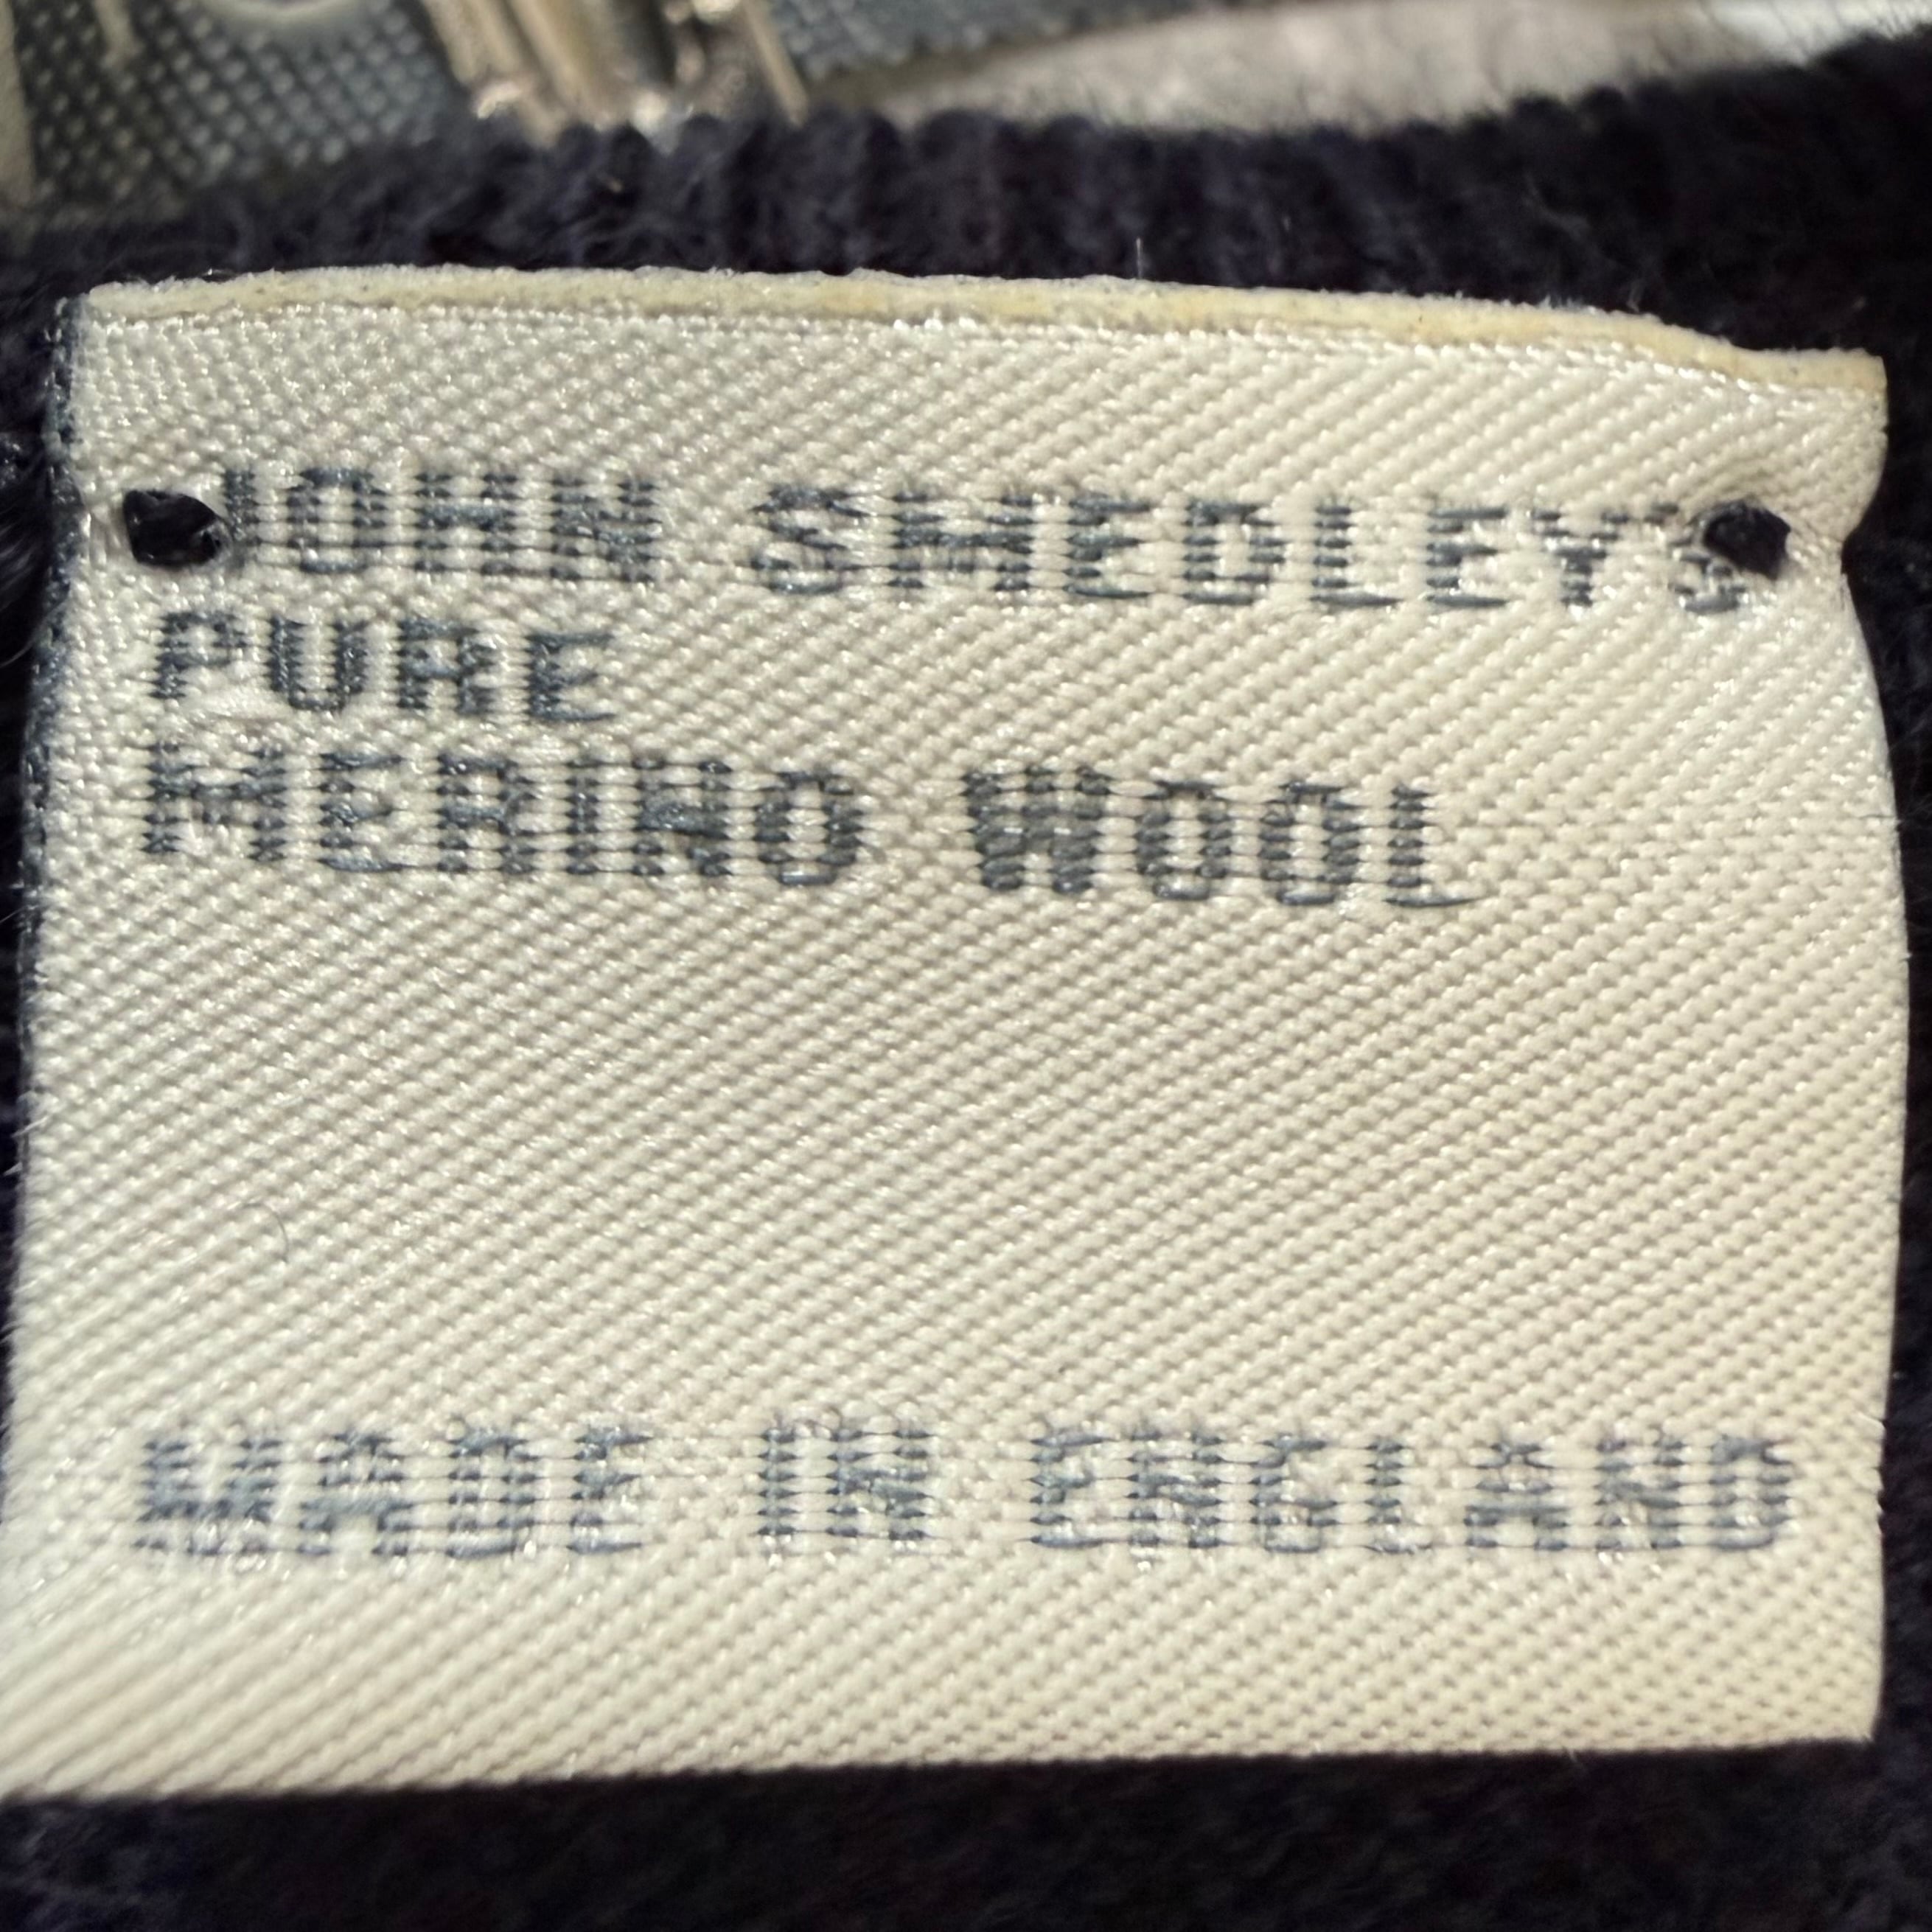 JOHN SMEDLEY'S
PURE
MERINO WOOL
MADE IN ENGLAND